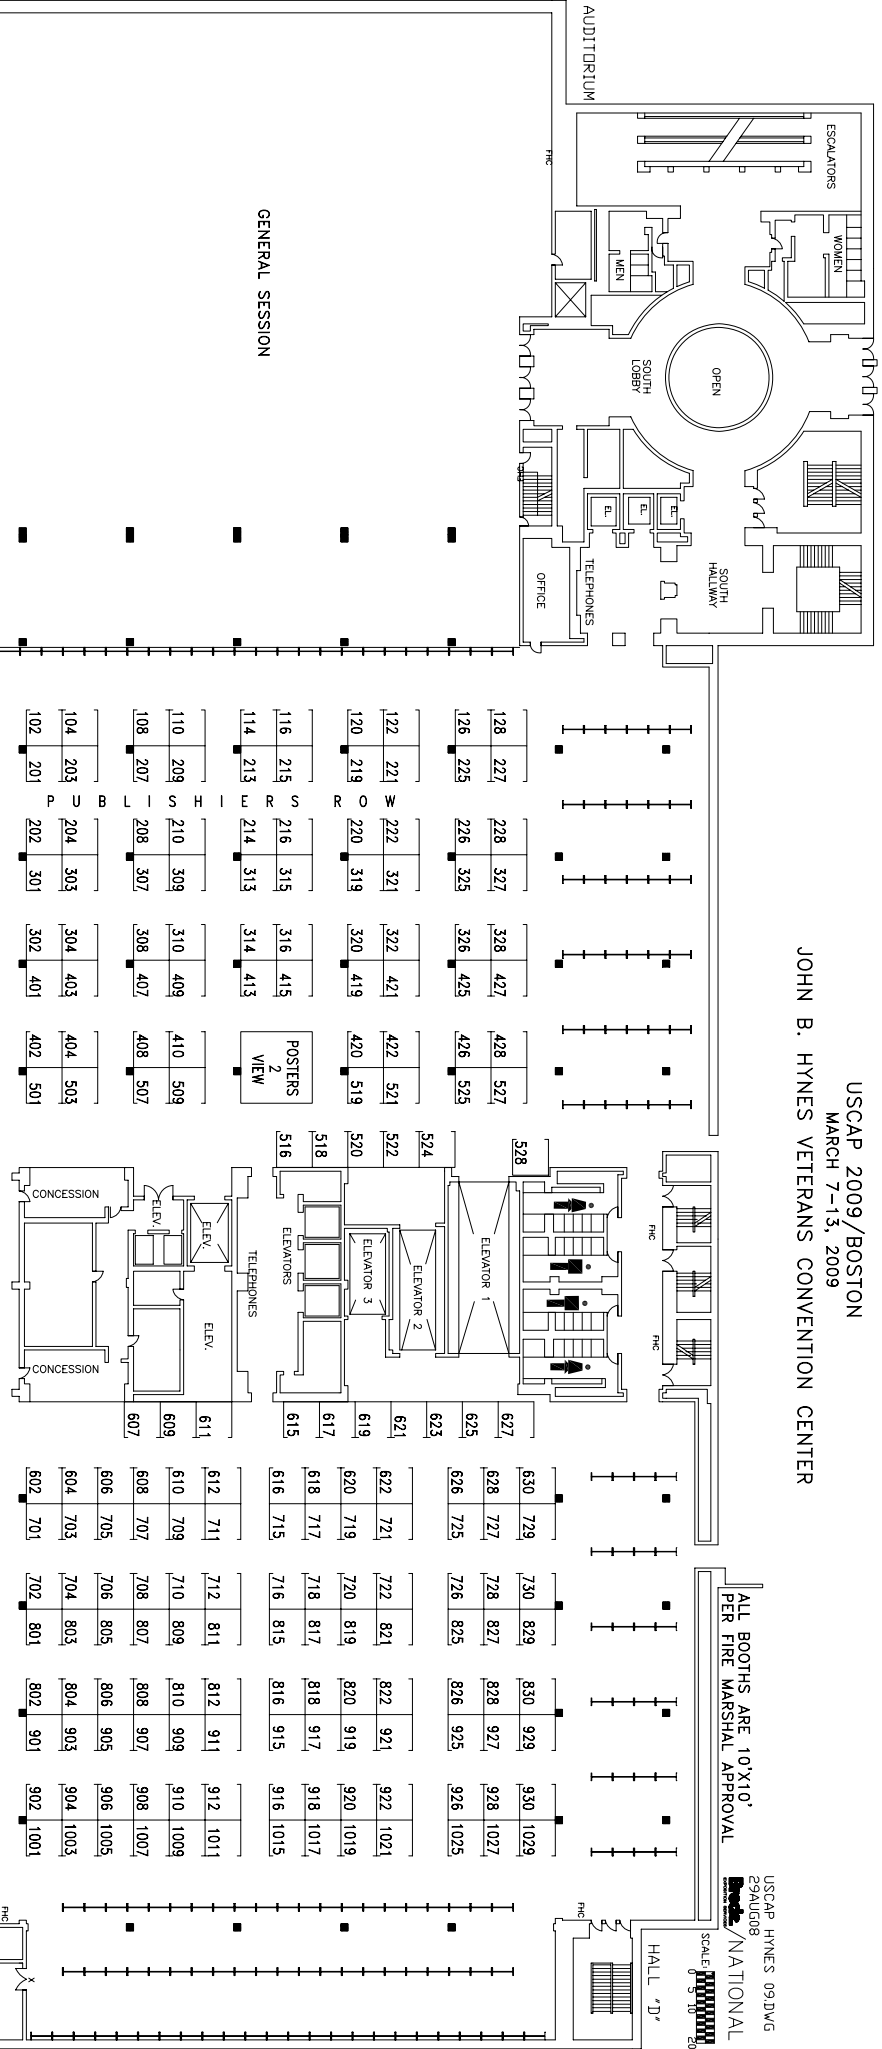 USCAP 2009/BOSTON
MARCH 7-13, 2009
JOHN B. HYNES VETERANS CONVENTION CENTER
ALL BOOTHS ARE 10'X10'
PER FIRE MARSHAL APPROVAL
USCAP HYNES 09.DWG
29AUG08
Brede /NATIONAL
SCALE:
0 5 10 20
HALL "D"
AUDITORIUM
ESCALATORS
WOMEN
MEN
FHC
GENERAL SESSION
OPEN
SOUTH
LOBBY
FHC
EL.
EL.
EL.
SOUTH
HALLWAY
TELEPHONES
OFFICE
128 126 122 120 116 114 110 108 104 102
227 225 221 219 215 213 209 207 203 201
PUBLISHIERS ROW
228 226 222 220 216 214 210 208 204 202
327 325 321 319 315 313 309 307 303 301
328 326 322 320 316 314 310 308 304 302
427 425 421 419 415 413 409 407 403 401
428 426 422 420 410 408 404 402
POSTERS
2
VIEW
527 525 521 519 509 507 503 501
528 524 522 520 518 516
FHC
FHC
ELEVATOR 1
ELEVATOR 2
ELEVATOR 3
ELEVATORS
TELEPHONES
ELEV.
ELEV.
ELEV.
CONCESSION
CONCESSION
627 625 623 621 619 617 615 611 609 607
630 628 626 622 620 618 616 612 610 608 606 604 602
729 727 725 721 719 717 715 711 709 707 705 703 701
730 728 726 722 720 718 716 712 710 708 706 704 702
829 827 825 821 819 817 815 811 809 807 805 803 801
830 828 826 822 820 818 816 812 810 808 806 804 802
929 927 925 921 919 917 915 911 909 907 905 903 901
930 928 926 922 920 918 916 912 910 908 906 904 902
1029 1027 1025 1021 1019 1017 1015 1011 1009 1007 1005 1003 1001
FHC
FHC
X